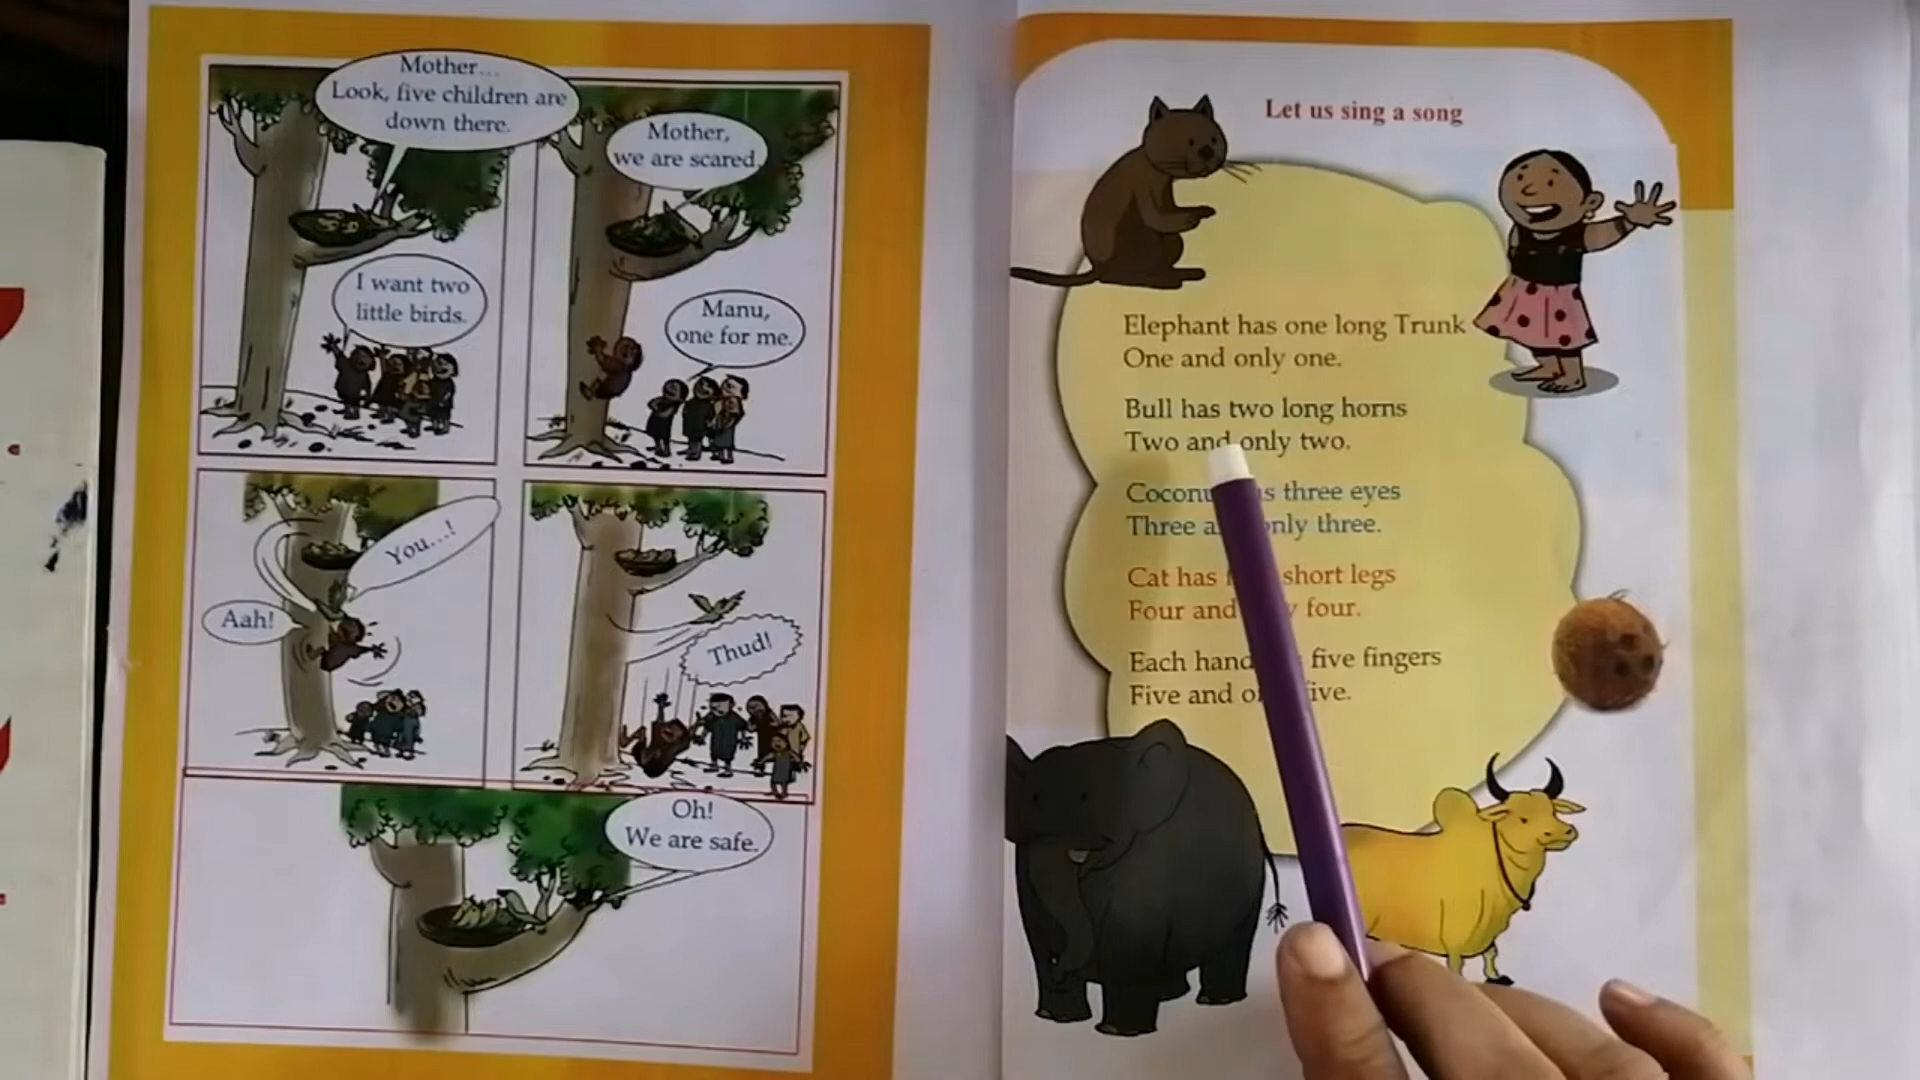 Mother...
Look, five children are
down there.
I want two
little birds.
Mother,
we are scared.
Manu,
one for me.
You...!
Aah!
Thud!
Oh!
We are safe.
Let us sing a song
Elephant has one long Trunk
One and only one.
Bull has two long horns
Two and only two.
three eyes
Three only three.
Cat has short legs
Four and four.
Each five fingers
Five and